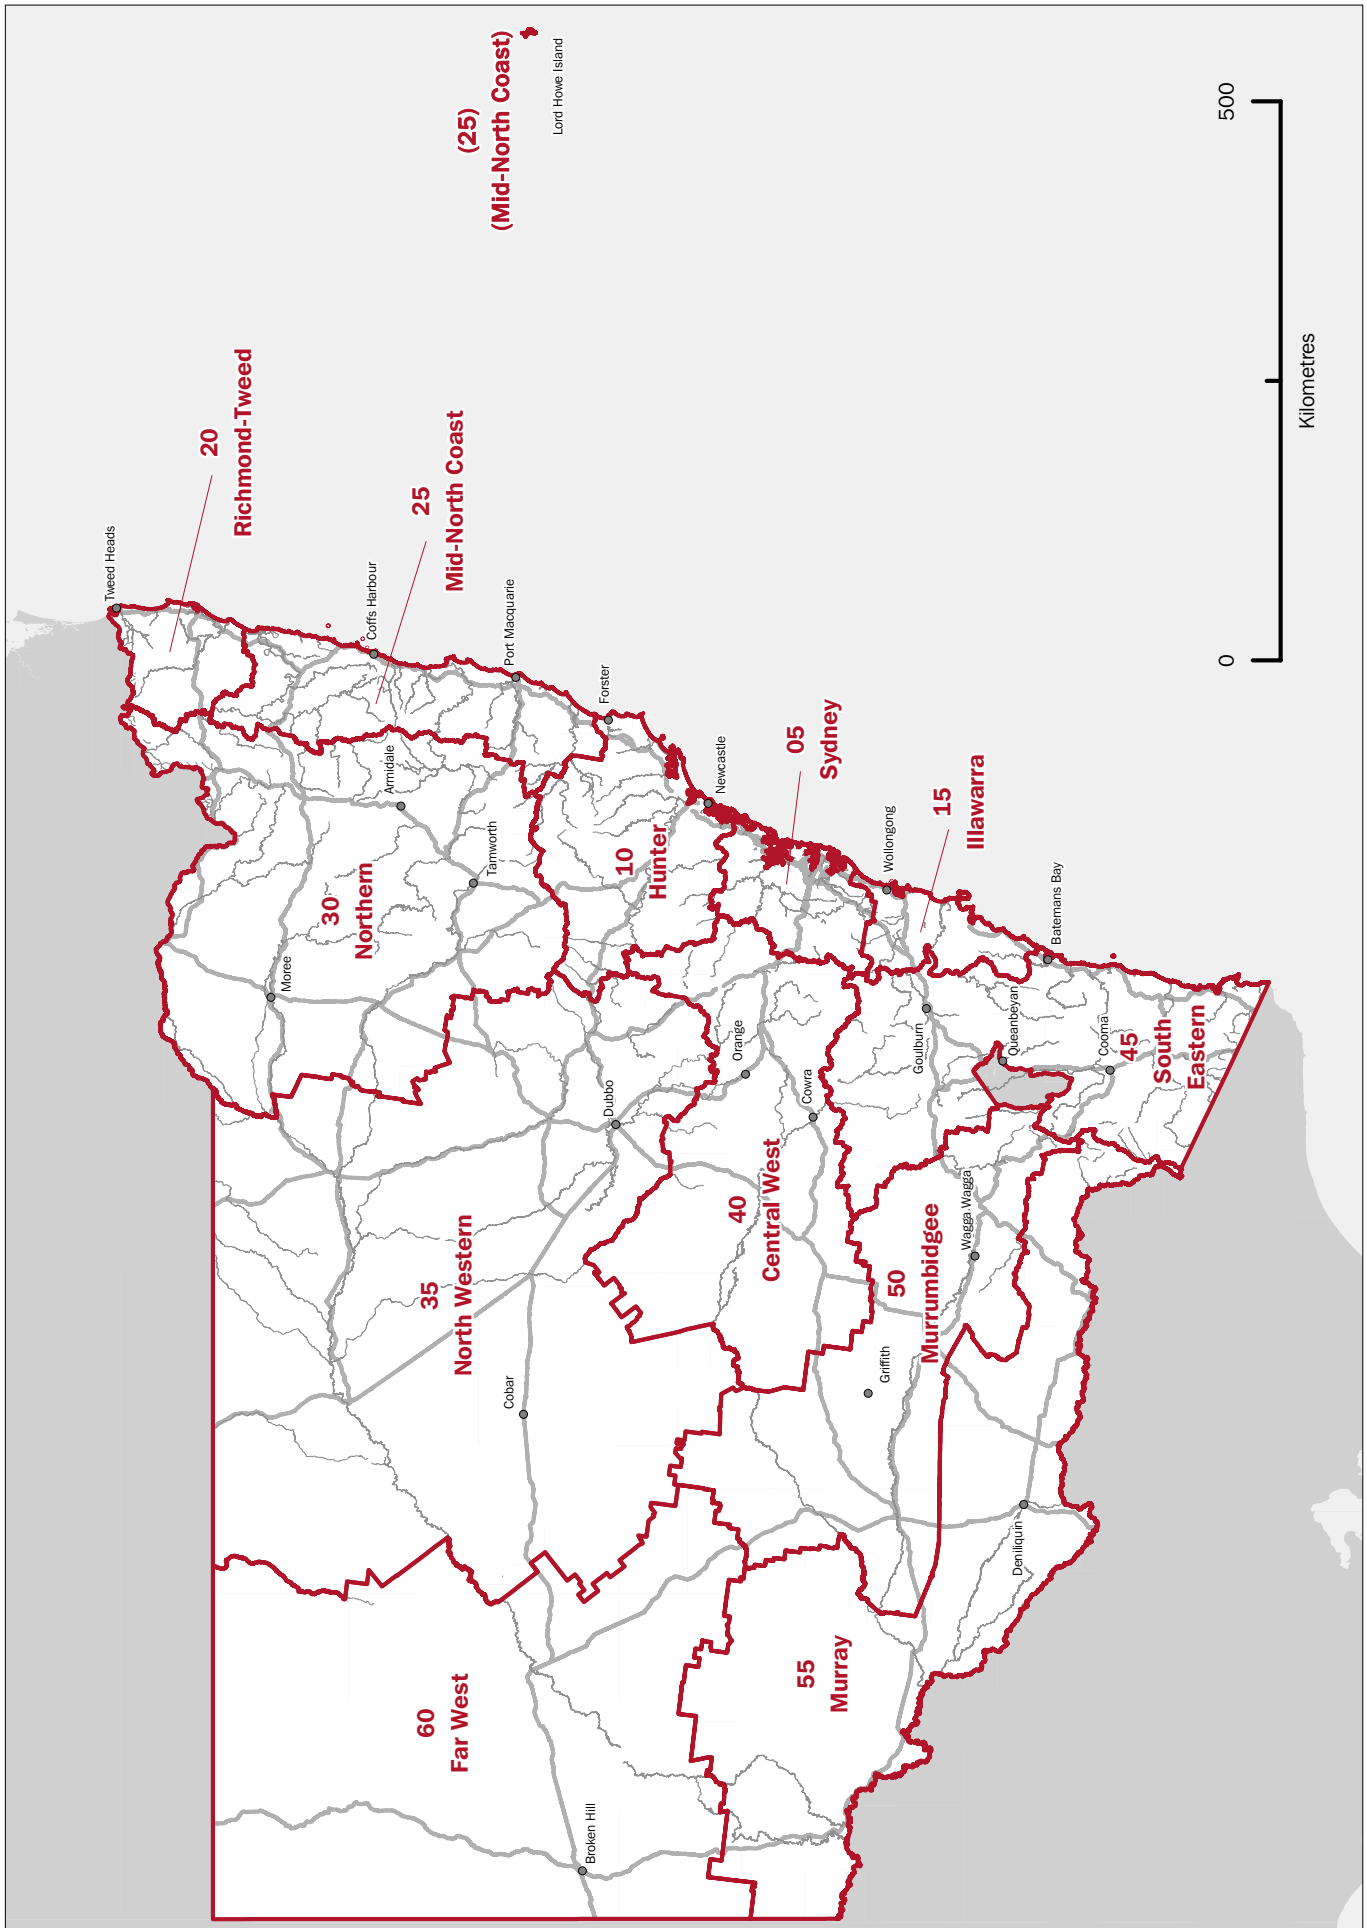 (25)
(Mid-North Coast)
Lord Howe Island
20
Richmond-Tweed
25
Mid-North Coast
Tweed Heads
Coffs Harbour
Port Macquarie
Forster
Newcastle
05
Sydney
15
Illawarra
Wollongong
Batemans Bay
Armidale
Tamworth
30
Northern
Moree
10
Hunter
Orange
Cowra
Dubbo
Goulburn
Queanbeyan
Cooma
45
South
Eastern
40
Central West
35
North Western
Cobar
50
Murrumbidgee
Wagga Wagga
Griffith
Deniliquin
55
Murray
60
Far West
Broken Hill
0
500
Kilometres